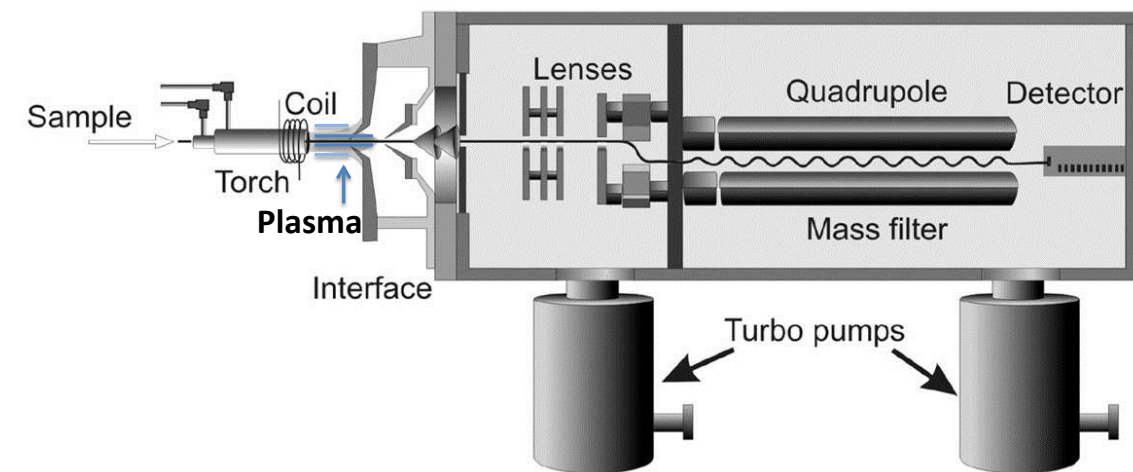 Sample
Coil
Torch
Plasma
Interface
Lenses
Quadrupole
Mass filter
Detector
Turbo pumps